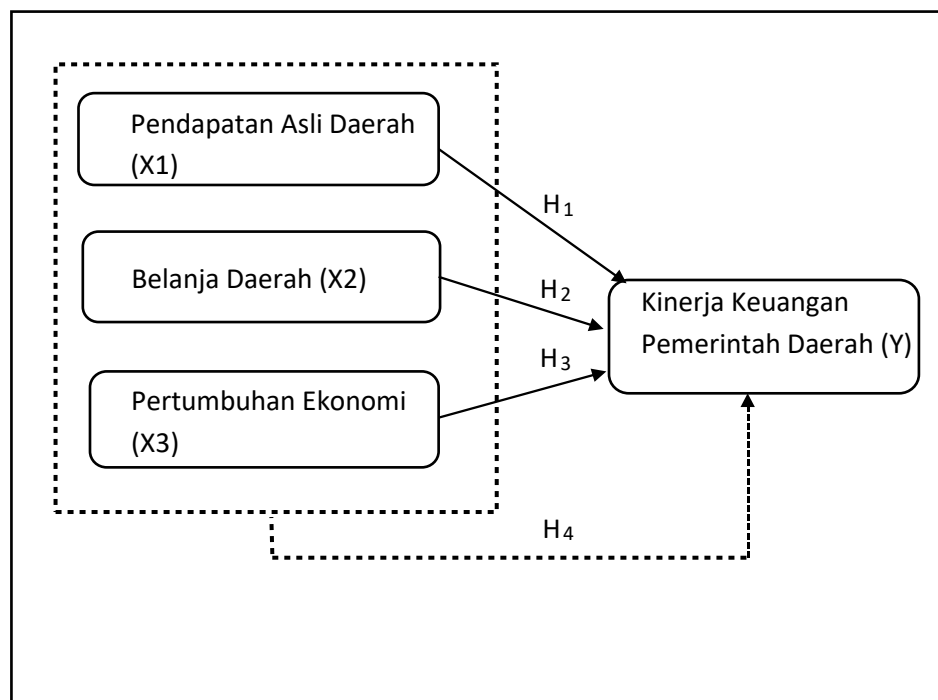 Pendapatan Asli Daerah
(X1)
H1
Belanja Daerah (X2)
H2
Kinerja Keuangan
Pemerintah Daerah (Y)
H3
Pertumbuhan Ekonomi
(X3)
H4